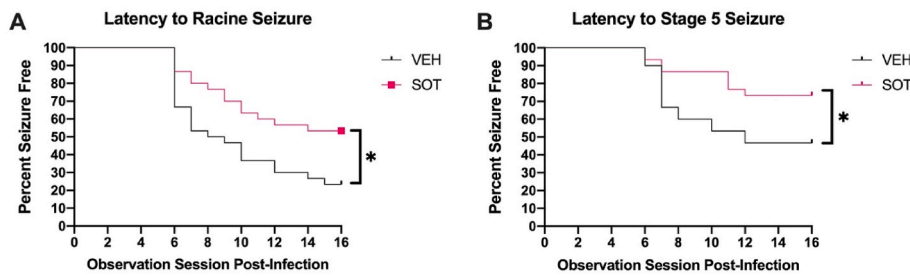 A
Latency to Racine Seizure
Percent Seizure Free
100
90
80
70
60
50
40
30
20
10
0
0 2 4 6 8 10 12 14 16
Observation Session Post-Infection
VEH
SOT
*
B
Latency to Stage 5 Seizure
Percent Seizure Free
100
90
80
70
60
50
40
30
20
10
0
0 2 4 6 8 10 12 14 16
Observation Session Post-Infection
VEH
SOT
*